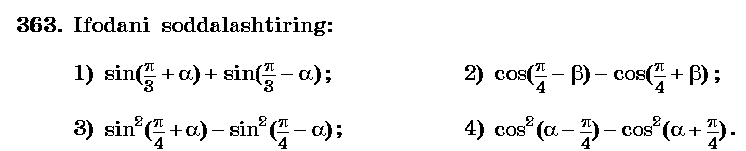 363. Ifodani soddalashtiring:
1) sin(π/3 + α) + sin(π/3 − α); 2) cos(π/4 − β) − cos(π/4 + β);
3) sin²(π/4 + α) − sin²(π/4 − α); 4) cos²(α − π/4) − cos²(α + π/4).